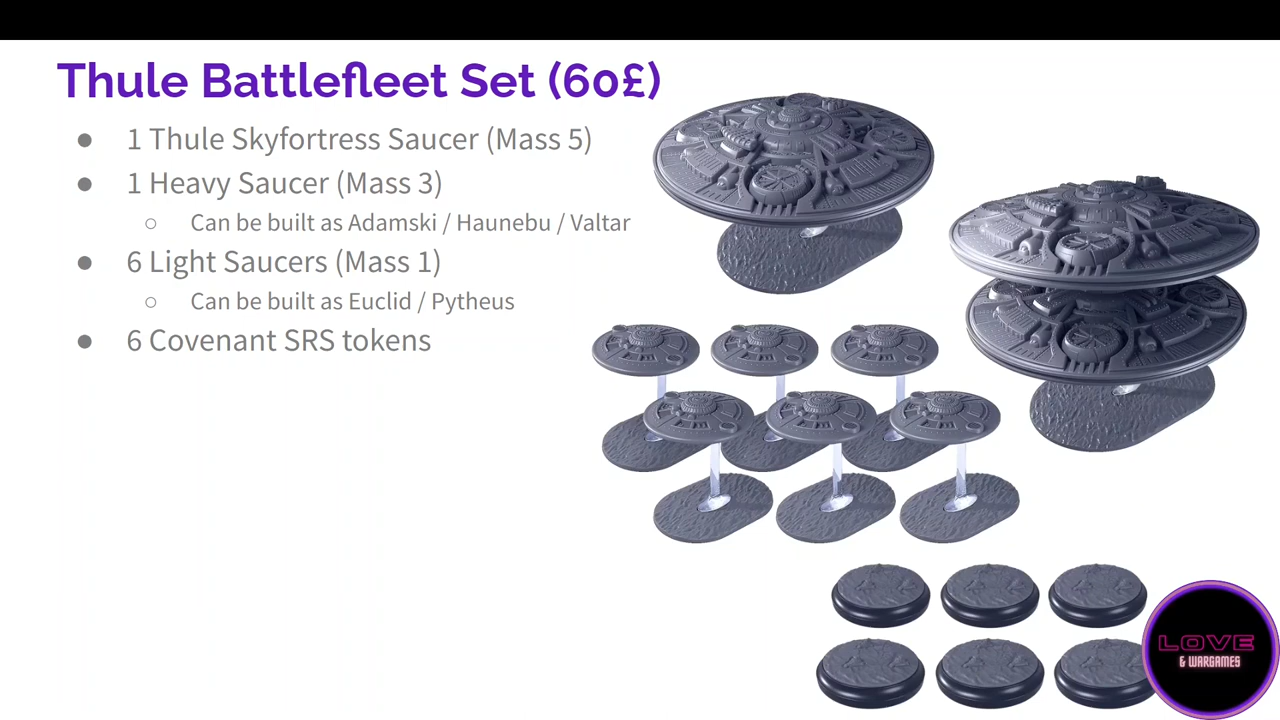 Thule Battlefleet Set (60£)
● 1 Thule Skyfortress Saucer (Mass 5)
● 1 Heavy Saucer (Mass 3)
○ Can be built as Adamski / Haunebu / Valtar
● 6 Light Saucers (Mass 1)
○ Can be built as Euclid / Pytheus
● 6 Covenant SRS tokens
LOVE
& WARGAMES